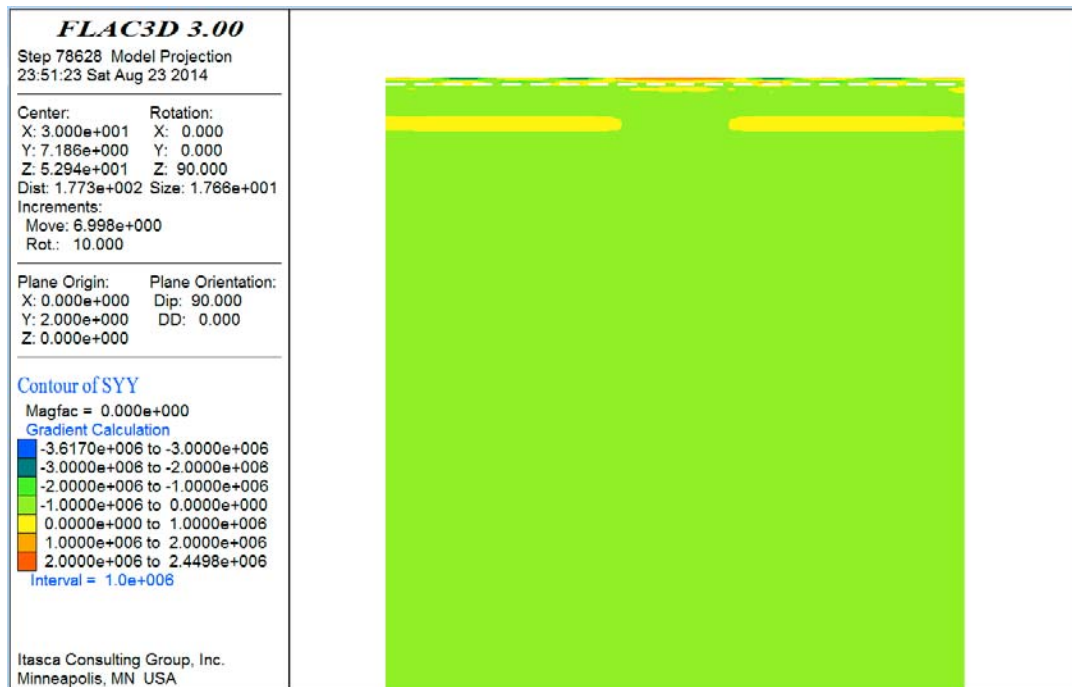 FLAC3D 3.00
Step 78628 Model Projection
23:51:23 Sat Aug 23 2014
Center: Rotation:
X: 3.000e+001 X: 0.000
Y: 7.186e+000 Y: 0.000
Z: 5.294e+001 Z: 90.000
Dist: 1.773e+002 Size: 1.766e+001
Increments:
Move: 6.998e+000
Rot.: 10.000
Plane Origin: Plane Orientation:
X: 0.000e+000 Dip: 90.000
Y: 2.000e+000 DD: 0.000
Z: 0.000e+000
Contour of SYY
Magfac = 0.000e+000
Gradient Calculation
-3.6170e+006 to -3.0000e+006
-3.0000e+006 to -2.0000e+006
-2.0000e+006 to -1.0000e+006
-1.0000e+006 to 0.0000e+000
0.0000e+000 to 1.0000e+006
1.0000e+006 to 2.0000e+006
2.0000e+006 to 2.4498e+006
Interval = 1.0e+006
Itasca Consulting Group, Inc.
Minneapolis, MN USA